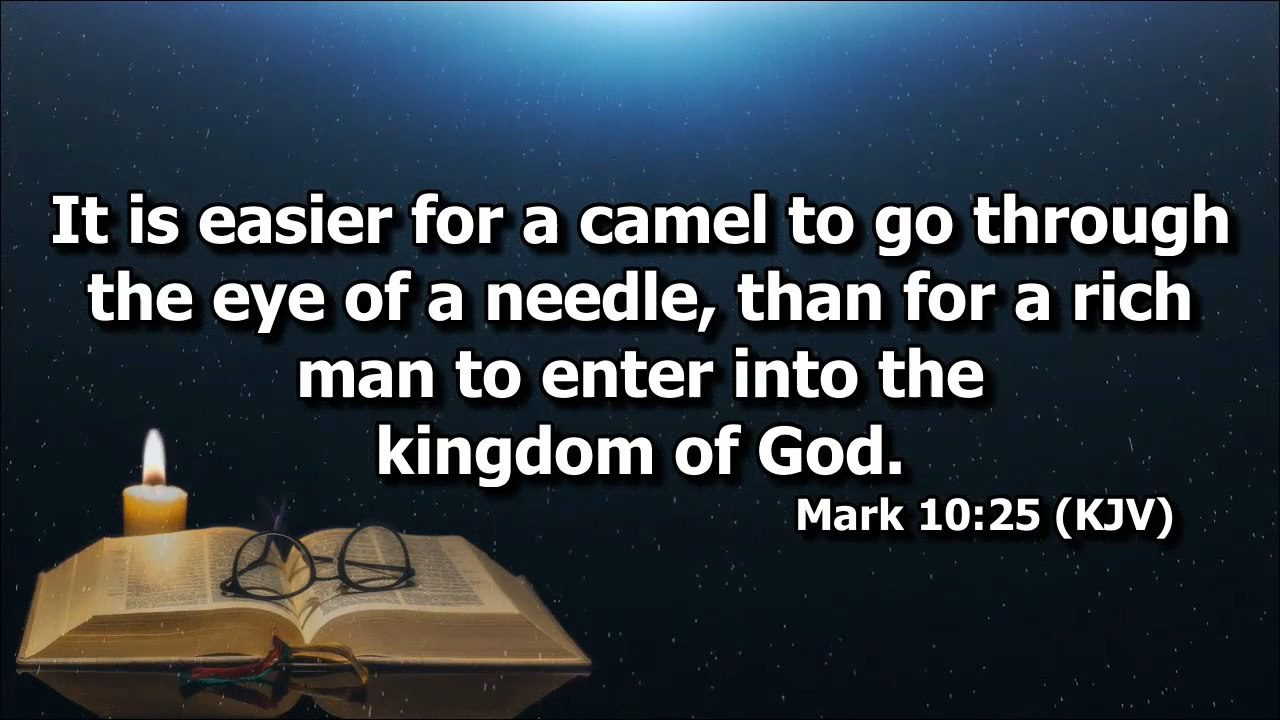 It is easier for a camel to go through
the eye of a needle, than for a rich
man to enter into the
kingdom of God.
Mark 10:25 (KJV)